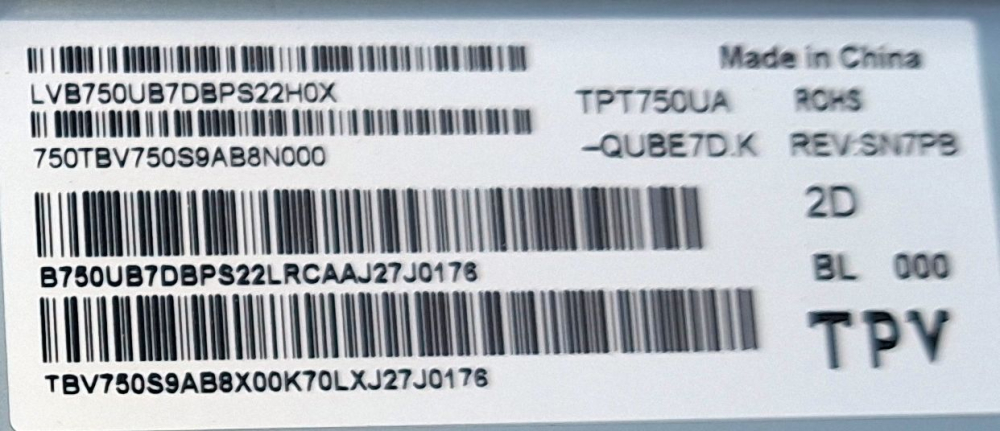 Made in China
LVB750UB7DBPS22H0X
TPT750UA ROHS
750TBV750S9AB8N000
-QUBE7D.K REV:SN7PB
2D
B750UB7DBPS22LRCAAJ27J0176
BL 000
TPV
TBV750S9AB8X00K70LXJ27J0176